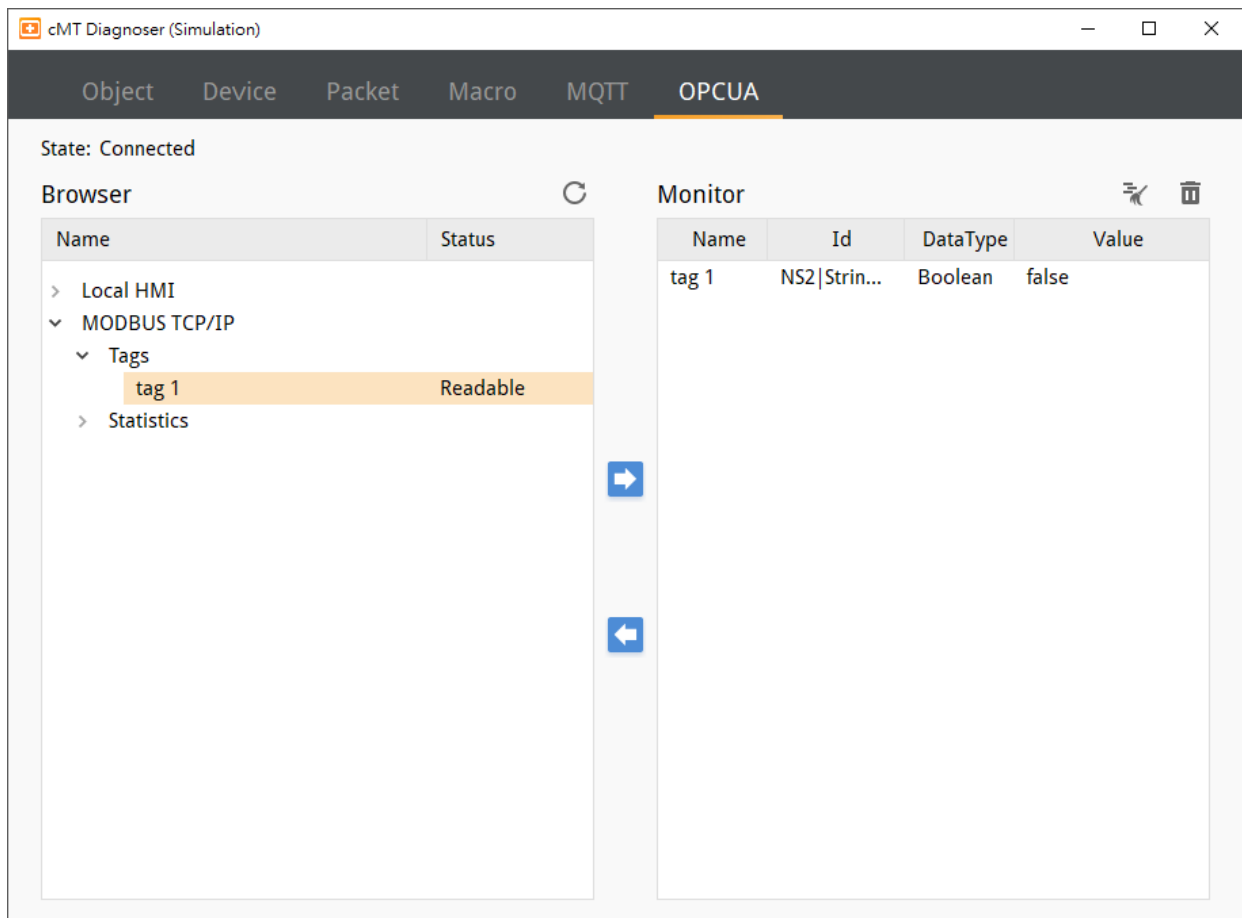 cMT Diagnoser (Simulation)
Object Device Packet Macro MQTT OPCUA
State: Connected
Browser
Name Status
Local HMI
MODBUS TCP/IP
Tags
tag 1 Readable
Statistics
Monitor
Name Id DataType Value
tag 1 NS2|Strin... Boolean false